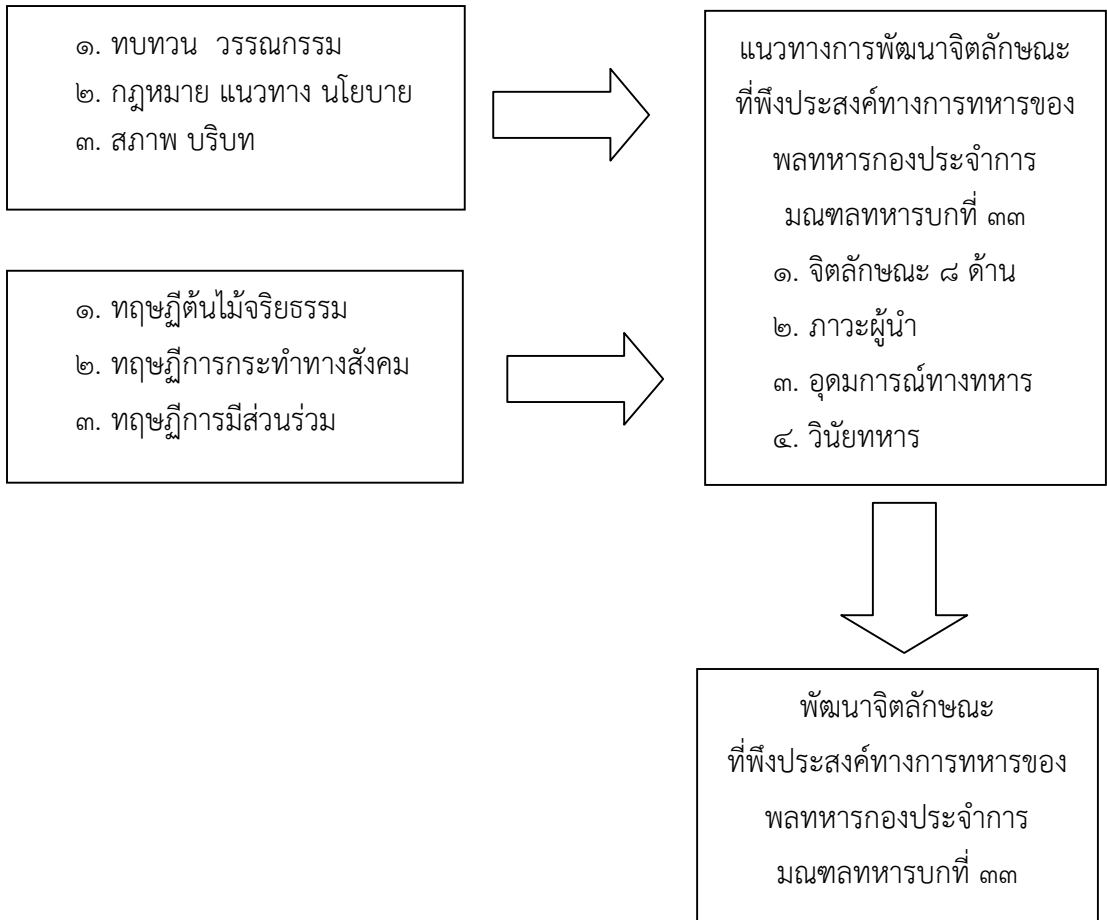 ๑. ทบทวน วรรณกรรม
๒. กฎหมาย แนวทาง นโยบาย
๓. สภาพ บริบท
๑. ทฤษฎีต้นไม้จริยธรรม
๒. ทฤษฎีการกระทำทางสังคม
๓. ทฤษฎีการมีส่วนร่วม
แนวทางการพัฒนาจิตลักษณะ
ที่พึงประสงค์ทางการทหารของ
พลทหารกองประจำการ
มณฑลทหารบกที่ ๓๓
๑. จิตลักษณะ ๘ ด้าน
๒. ภาวะผู้นำ
๓. อุดมการณ์ทางทหาร
๔. วินัยทหาร
พัฒนาจิตลักษณะ
ที่พึงประสงค์ทางการทหารของ
พลทหารกองประจำการ
มณฑลทหารบกที่ ๓๓